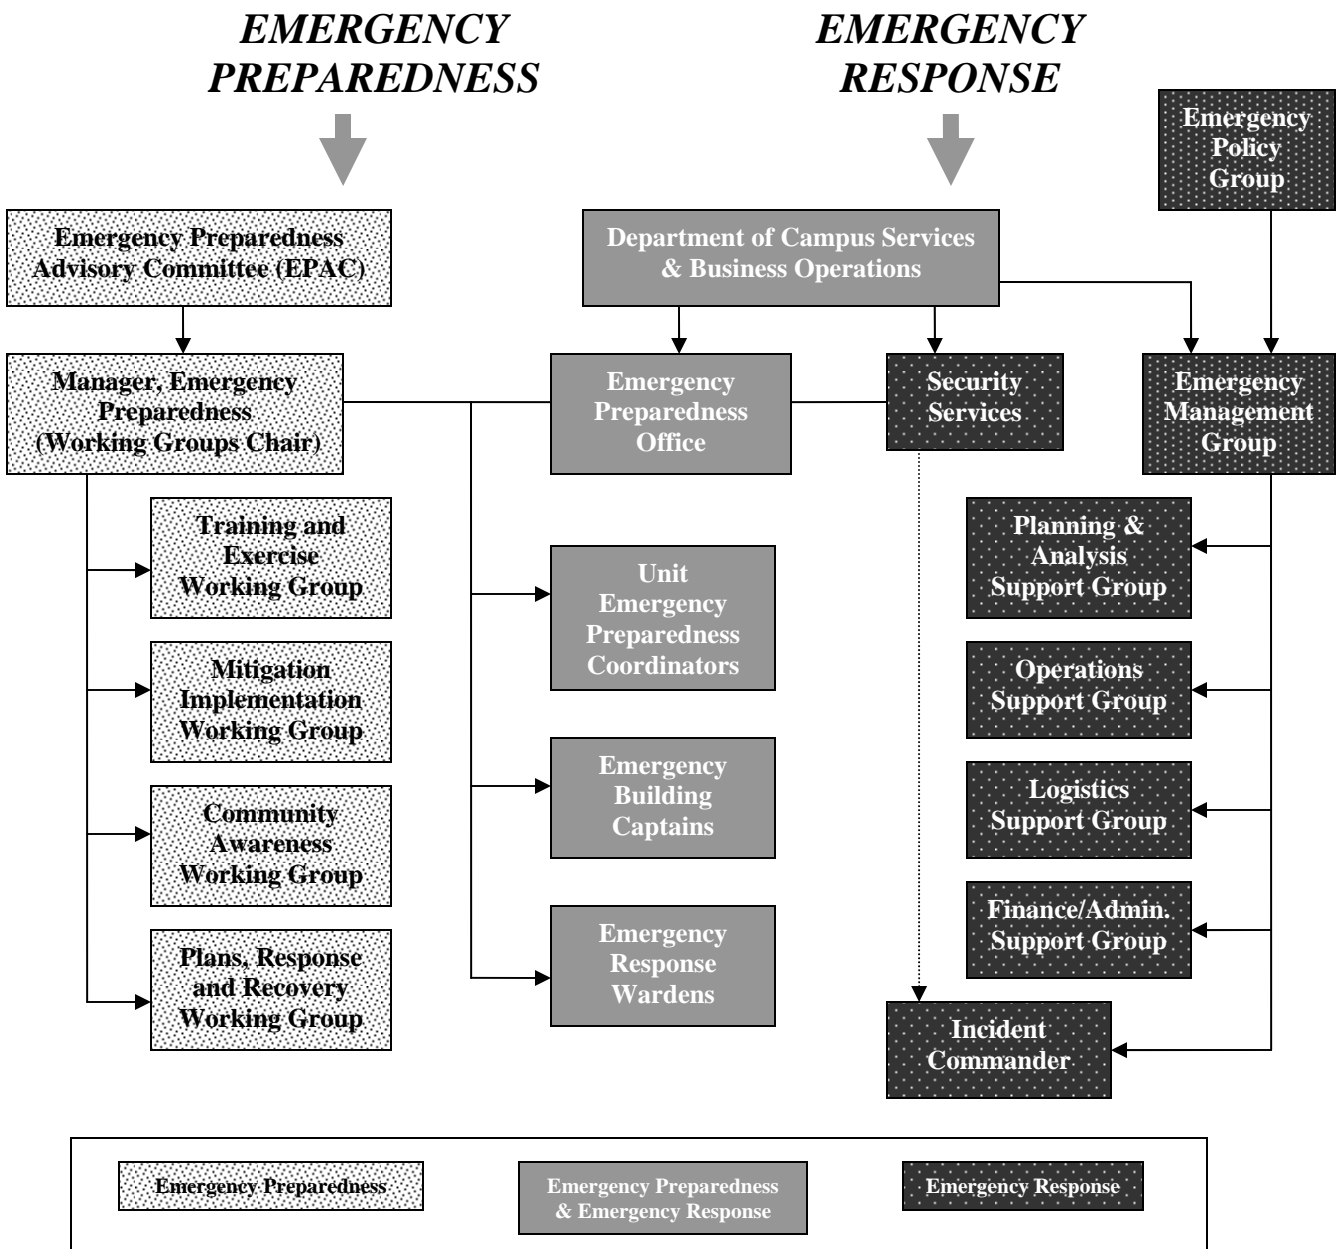 EMERGENCY
PREPAREDNESS
EMERGENCY
RESPONSE
Emergency
Policy
Group
Emergency Preparedness
Advisory Committee (EPAC)
Department of Campus Services
& Business Operations
Manager, Emergency
Preparedness
(Working Groups Chair)
Emergency
Preparedness
Office
Security
Services
Emergency
Management
Group
Training and
Exercise
Working Group
Mitigation
Implementation
Working Group
Community
Awareness
Working Group
Plans, Response
and Recovery
Working Group
Unit
Emergency
Preparedness
Coordinators
Emergency
Building
Captains
Emergency
Response
Wardens
Planning &
Analysis
Support Group
Operations
Support Group
Logistics
Support Group
Finance/Admin.
Support Group
Incident
Commander
Emergency Preparedness
Emergency Preparedness
& Emergency Response
Emergency Response